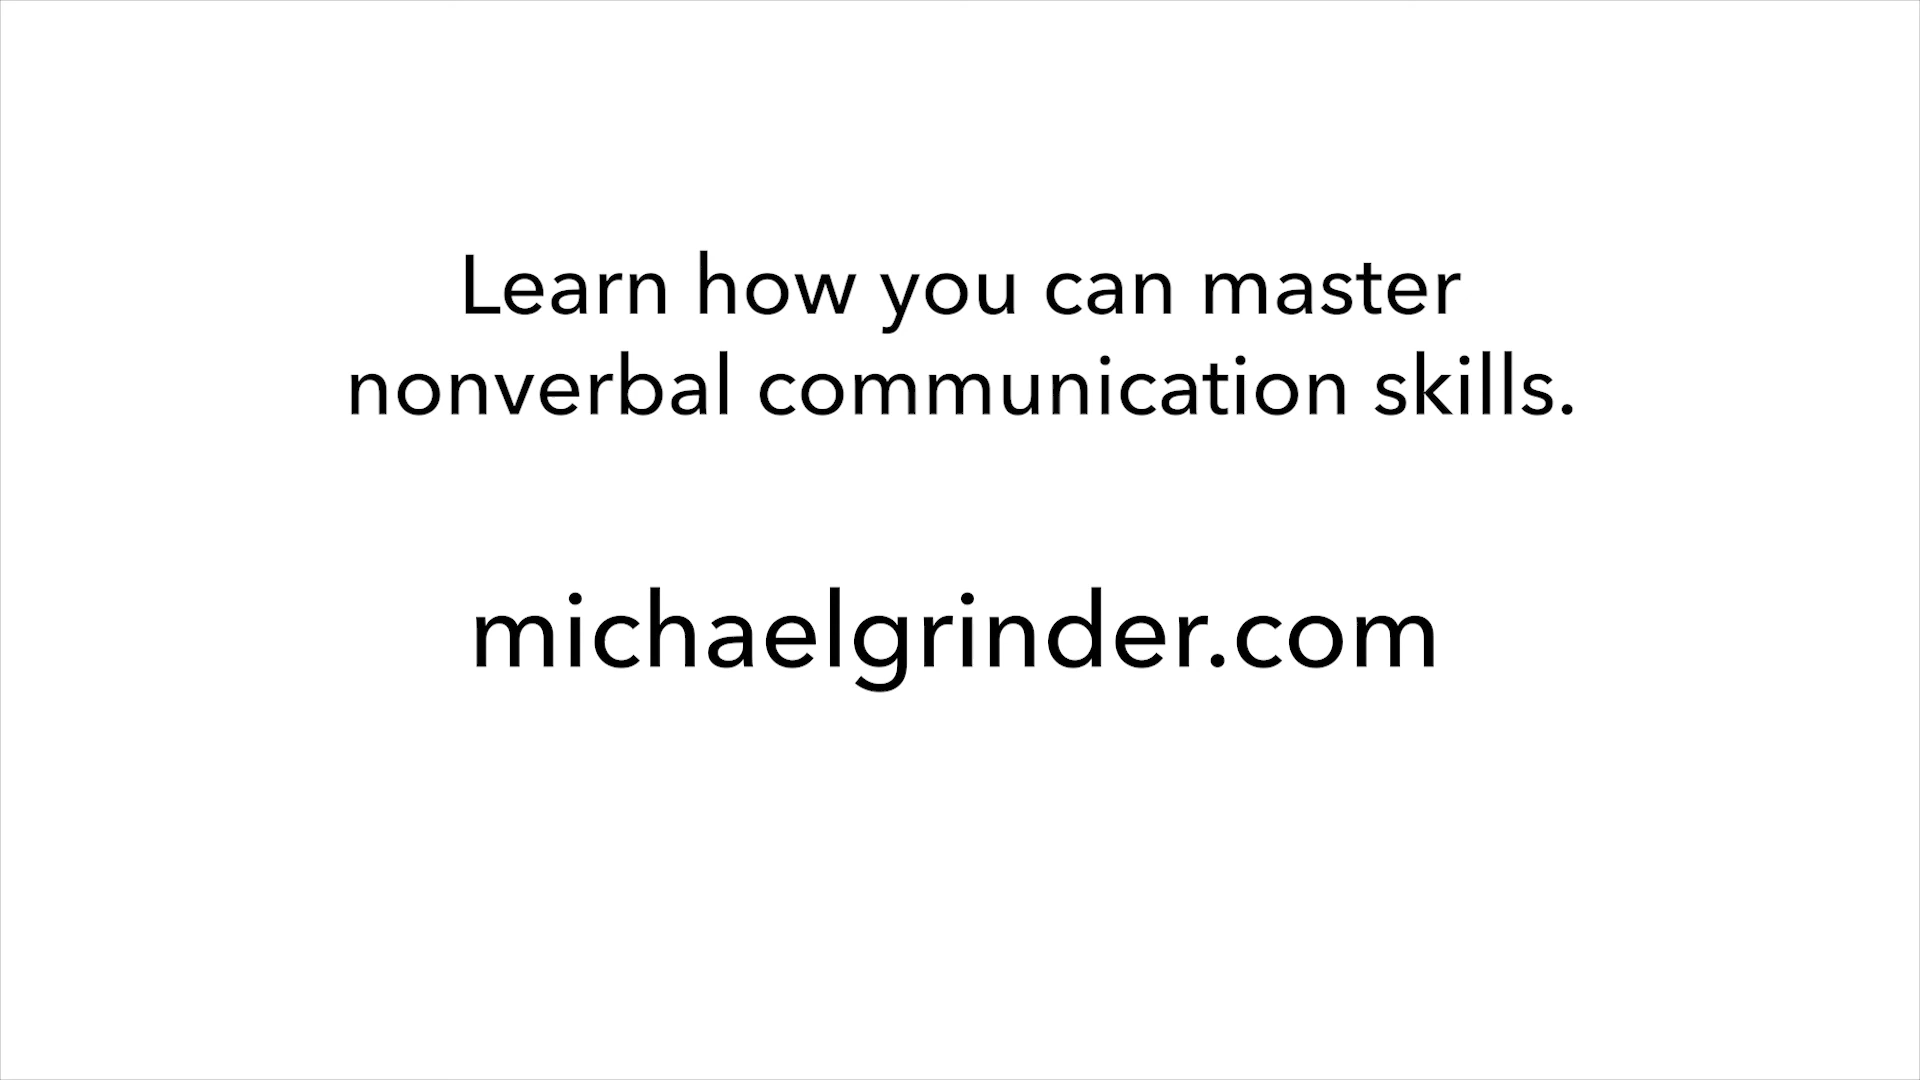 Learn how you can master
nonverbal communication skills.
michaelgrinder.com